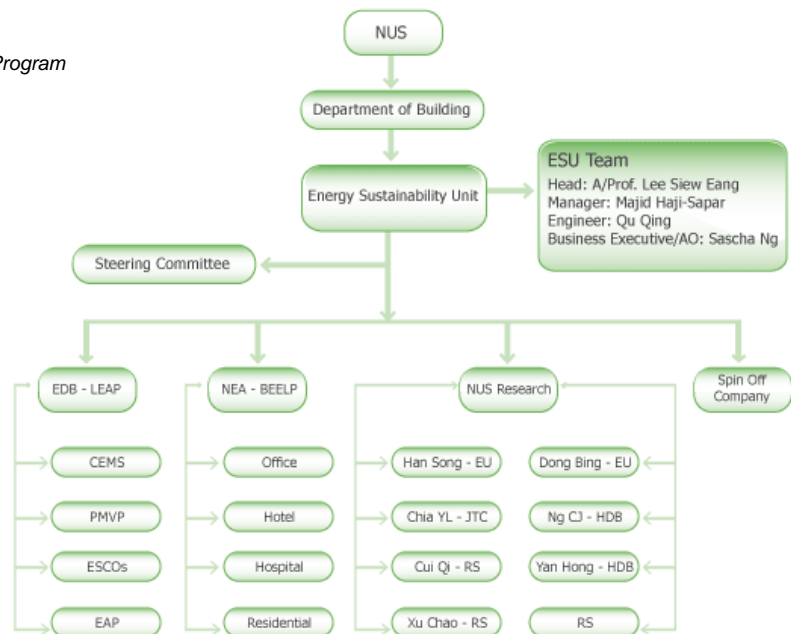 NUS
Program
Department of Building
ESU Team
Head: A/Prof. Lee Siew Eang
Manager: Majid Haji-Sapar
Engineer: Qu Qing
Business Executive/AO: Sascha Ng
Energy Sustainability Unit
Steering Committee
EDB - LEAP
NEA - BEELP
NUS Research
Spin Off
Company
CEMS
Office
Han Song - EU
Dong Bing - EU
PMVP
Hotel
Chia YL - JTC
Ng CJ - HDB
ESCOs
Hospital
Cui Qi - RS
Yan Hong - HDB
EAP
Residential
Xu Chao - RS
RS